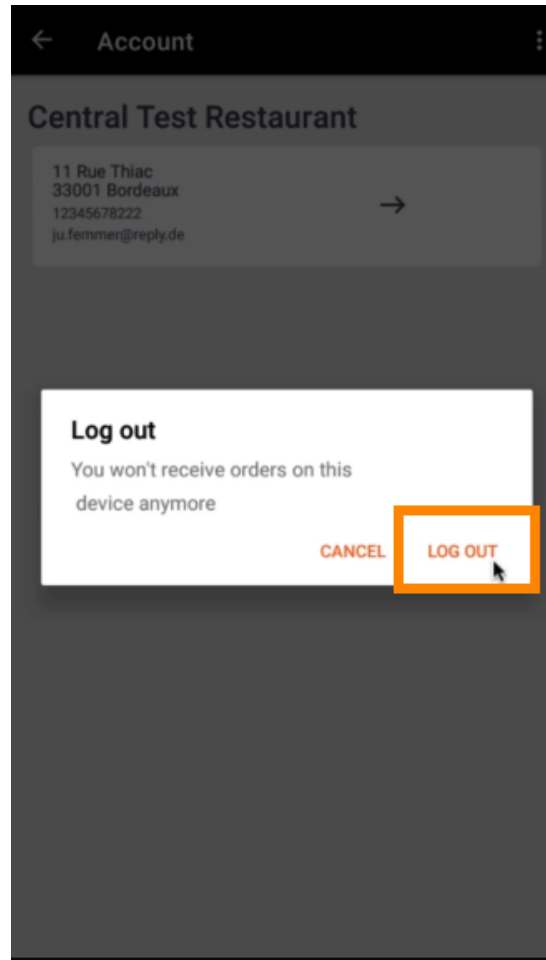 Account
Central Test Restaurant
11 Rue Thiac
33001 Bordeaux
12345678222
ju.femmer@reply.de
Log out
You won't receive orders on this
device anymore
CANCEL LOG OUT